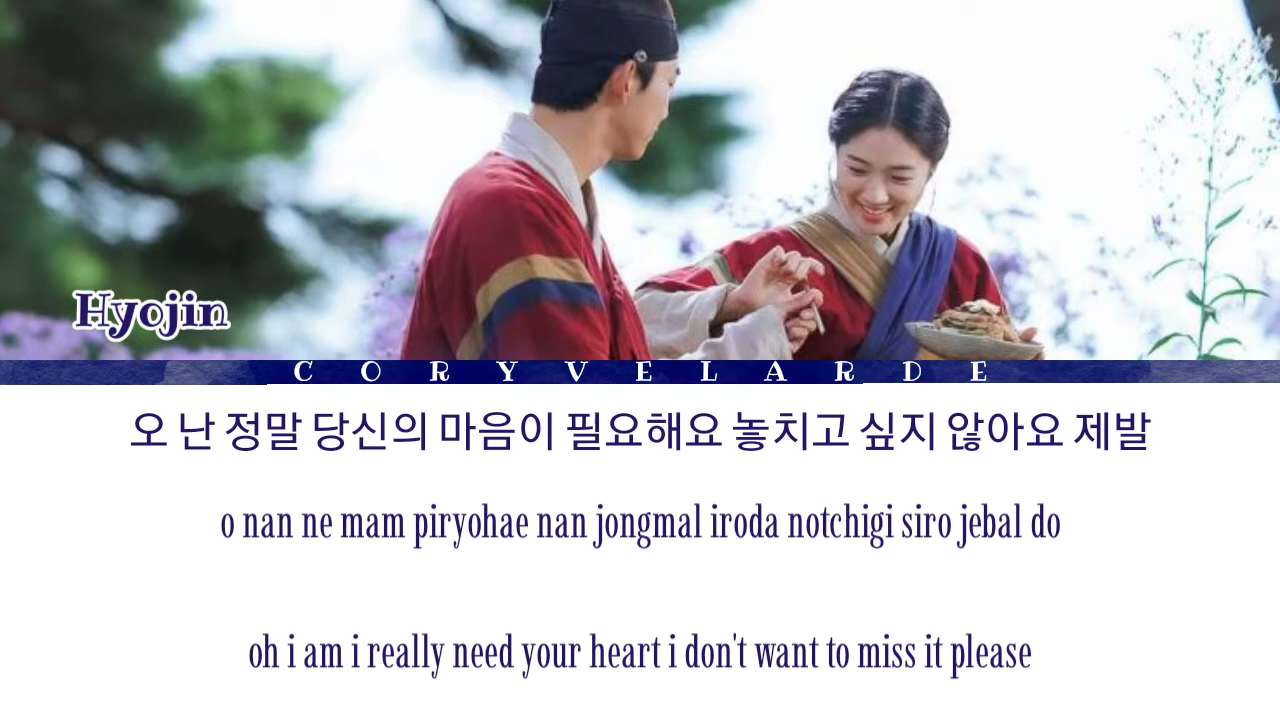 Hyojin
CORYVELARDE
오 난 정말 당신의 마음이 필요해요 놓치고 싶지 않아요 제발
o nan ne mam piryohae nan jongmal iroda notchigi siro jebal do
oh i am i really need your heart i don't want to miss it please